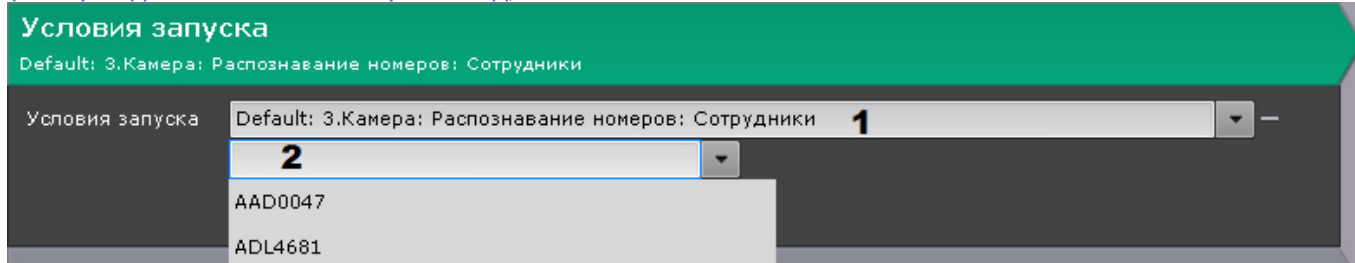 Условия запуска
Default: 3.Камера: Распознавание номеров: Сотрудники
Условия запуска Default: 3.Камера: Распознавание номеров: Сотрудники 1
2
AAD0047
ADL4681